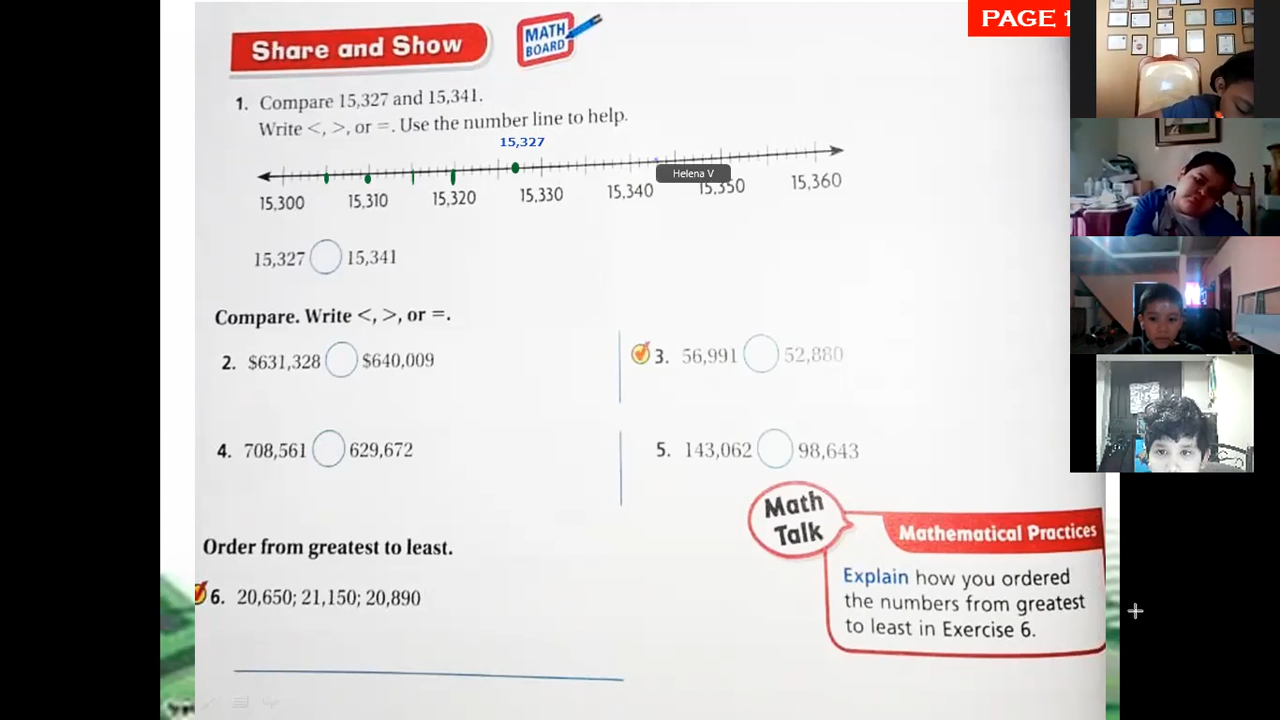 Share and Show
MATH
BOARD
PAGE 1
1. Compare 15,327 and 15,341.
Write <, >, or =. Use the number line to help.
15,327
Helena V
15,300 15,310 15,320 15,330 15,340 15,350 15,360
15,327 15,341
Compare. Write <, >, or =.
2. $631,328 $640,009
3. 56,991 52,880
4. 708,561 629,672
5. 143,062 98,643
Math
Talk
Mathematical Practices
Explain how you ordered
the numbers from greatest
to least in Exercise 6.
Order from greatest to least.
6. 20,650; 21,150; 20,890